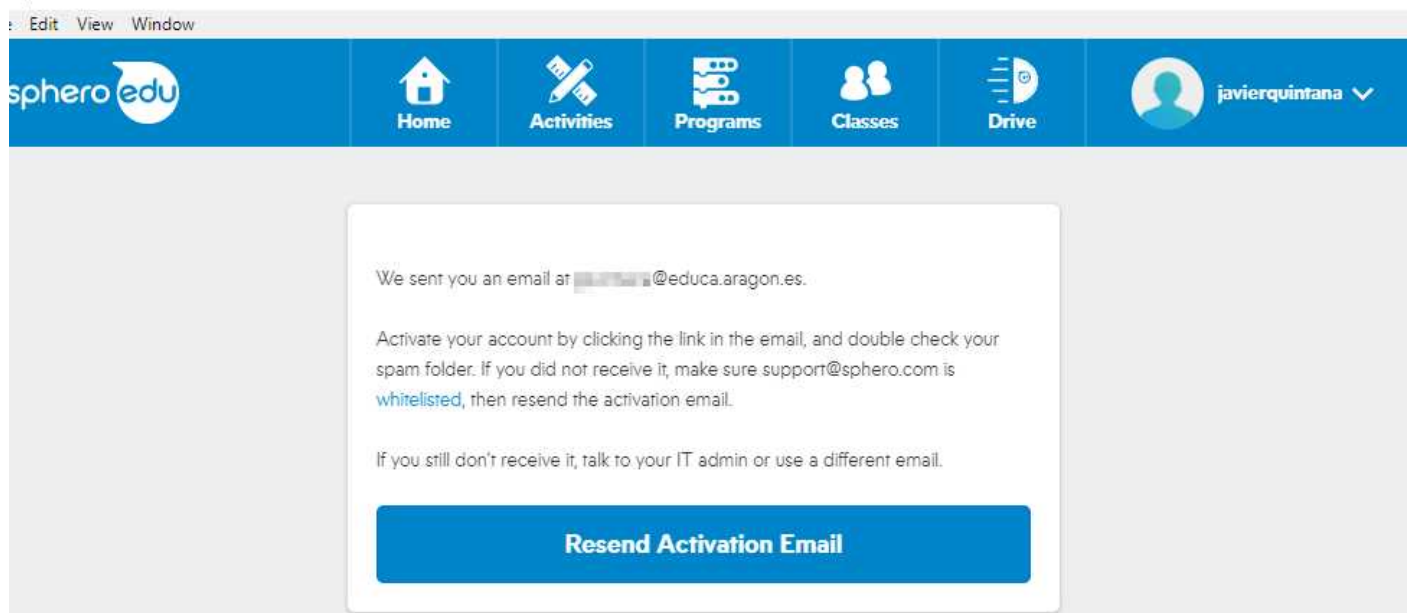 Edit View Window
sphero edu
Home
Activities
Programs
Classes
Drive
javierquintana
We sent you an email at @educa.aragon.es.
Activate your account by clicking the link in the email, and double check your
spam folder. If you did not receive it, make sure support@sphero.com is
whitelisted, then resend the activation email.
If you still don't receive it, talk to your IT admin or use a different email.
Resend Activation Email